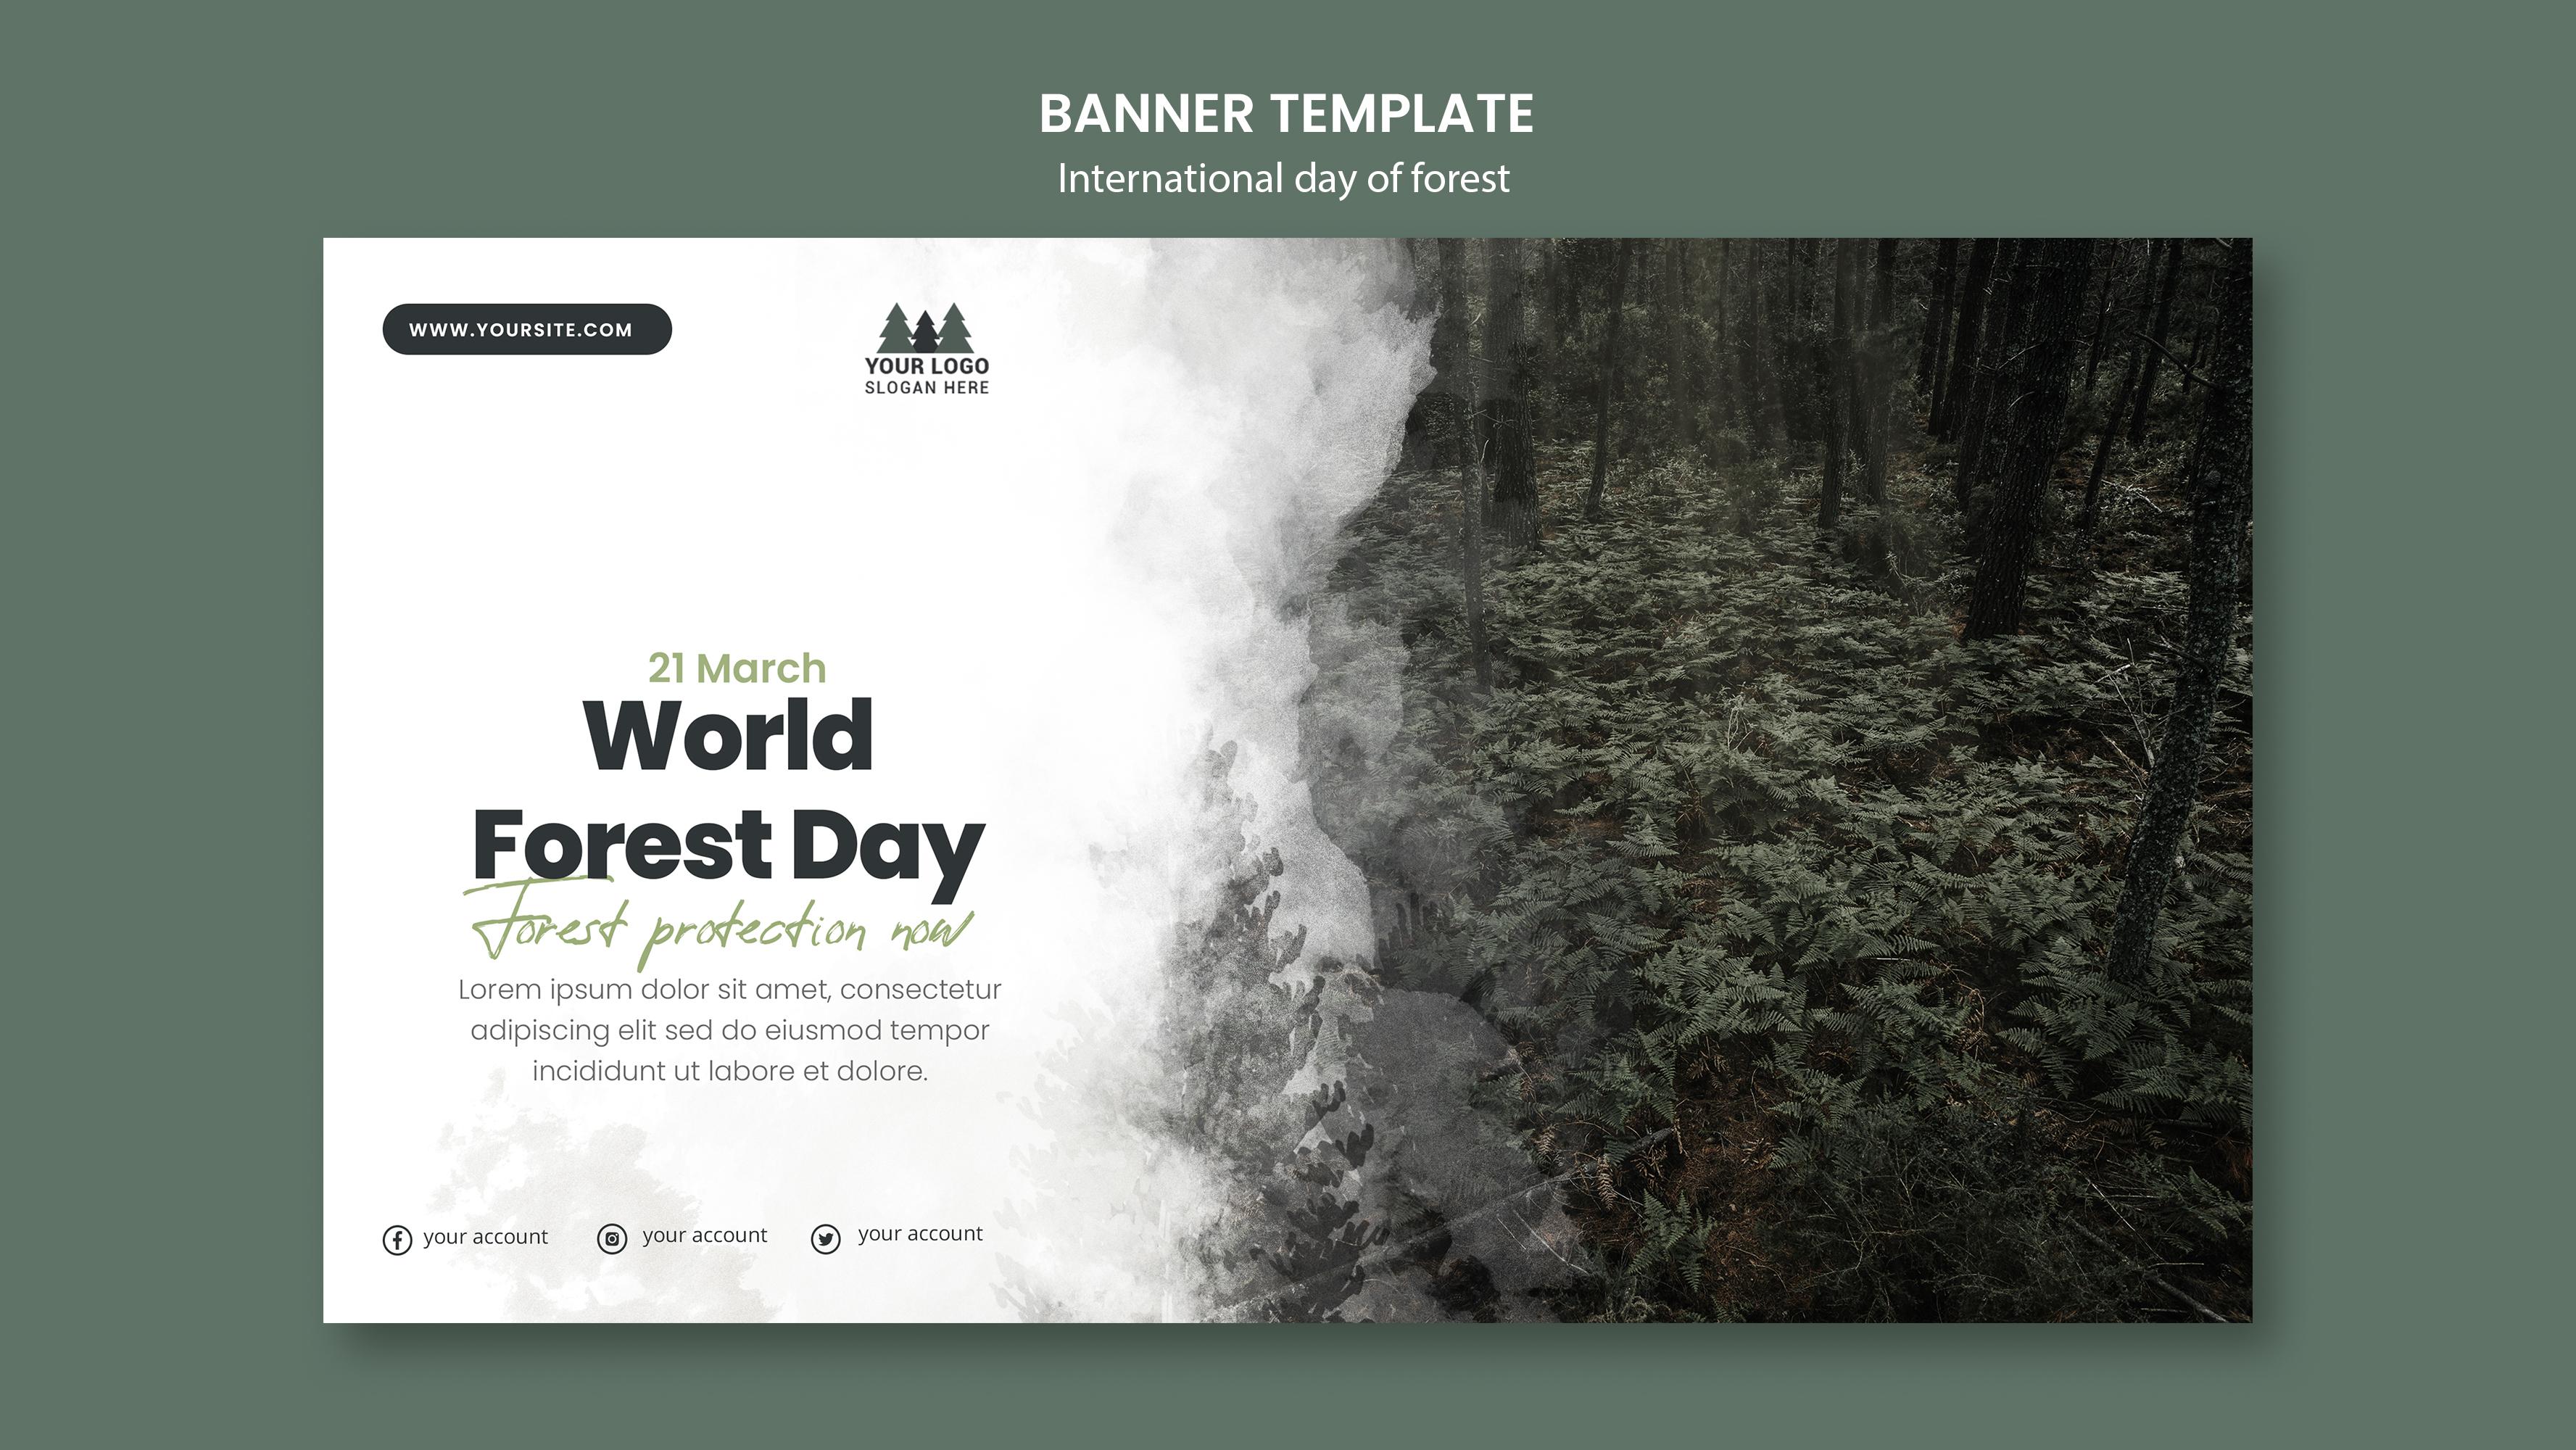 BANNER TEMPLATE
International day of forest
WWW.YOURSITE.COM
YOUR LOGO
SLOGAN HERE
21 March
World
Forest Day
Forest protection now
Lorem ipsum dolor sit amet, consectetur
adipiscing elit sed do eiusmod tempor
incididunt ut labore et dolore.
your account
your account
your account